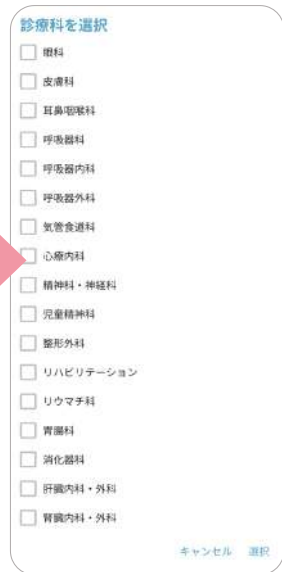 診療科を選択
眼科
皮膚科
耳鼻咽喉科
呼吸器科
呼吸器内科
呼吸器外科
気管食道科
心療内科
精神科・神経科
児童精神科
整形外科
リハビリテーション
リウマチ科
胃腸科
消化器科
肝臓内科・外科
腎臓内科・外科
キャンセル 選択